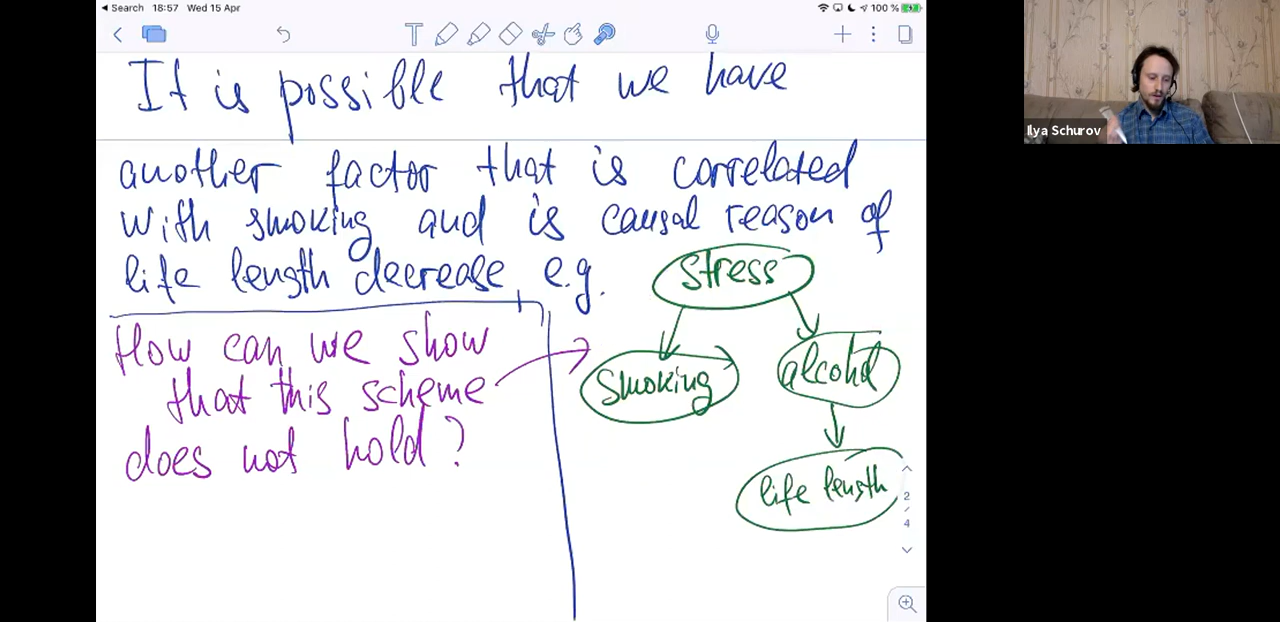 Search 18:57 Wed 15 Apr 100 %
T
It is possible that we have
another factor that is correlated
with smoking and is causal reason of
life length decrease, e.g.
stress
smoking
alcohol
life length
How can we show
that this scheme
does not hold?
2
/
4
Ilya Schurov